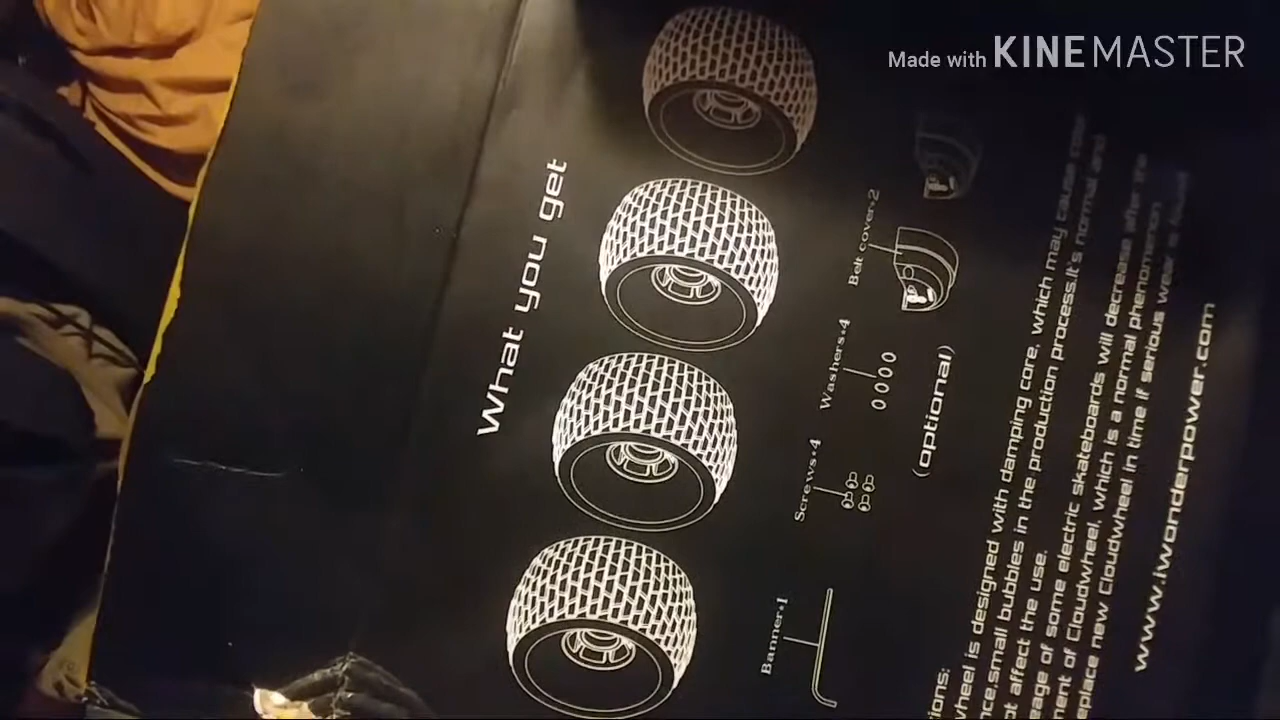 Made with KINEMASTER
What you get
Banner*1
Screws*4
Washers*4
Belt cover*2
(optional)
ions:
wheel is designed with damping core, which may cause
nce,small bubbles in the production process.It's normal and
ot affect the use.
eage of some electric skateboards will decrease after the
ment of Cloudwheel, which is a normal phenomenon
eplace new Cloudwheel in time if serious wear is found
www.iwonderpower.com